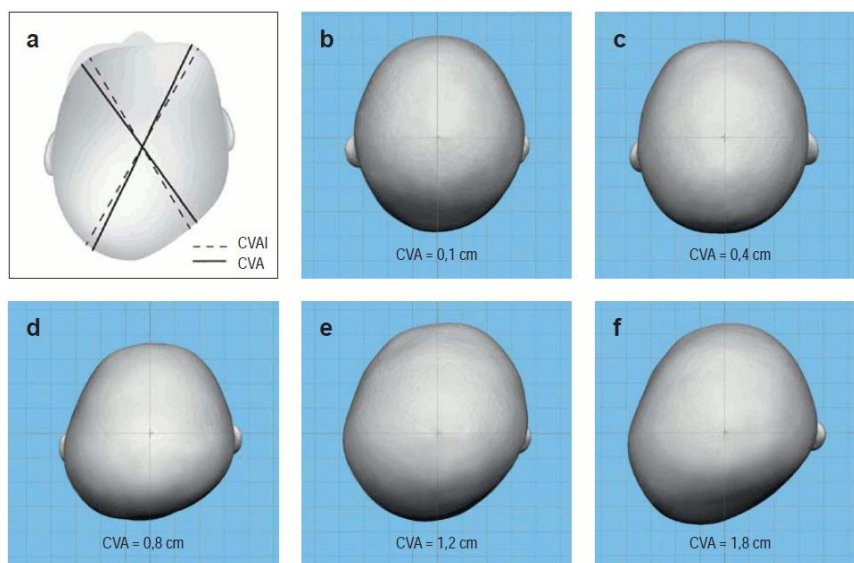 a
CVAI
CVA
b
CVA = 0,1 cm
c
CVA = 0,4 cm
d
CVA = 0,8 cm
e
CVA = 1,2 cm
f
CVA = 1,8 cm